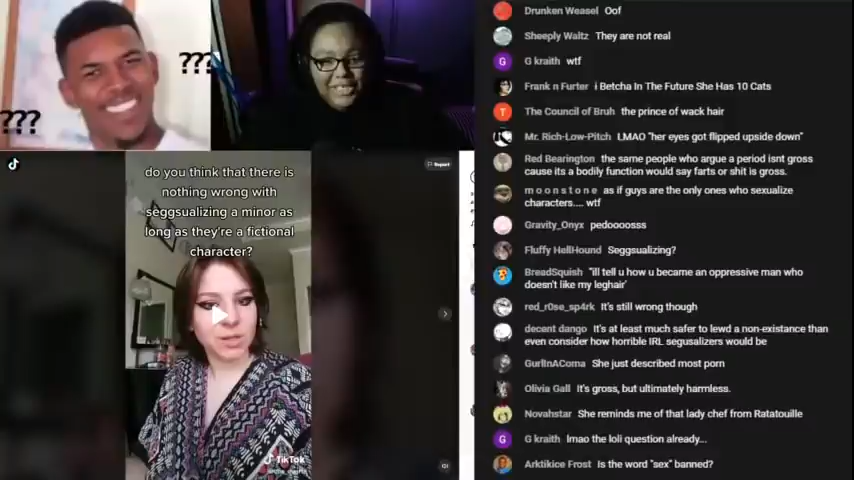 ???
???
Report
do you think that there is
nothing wrong with
seggsualizing a minor as
long as they're a fictional
character?
TikTok
Drunken Weasel Oof
Sheeply Waltz They are not real
G kraith wtf
Frank n Furter i Betcha In The Future She Has 10 Cats
The Council of Bruh the prince of wack hair
Mr. Rich-Low-Pitch LMAO "her eyes got flipped upside down"
Red Bearington the same people who argue a period isnt gross
cause its a bodily function would say farts or shit is gross.
m o o n s t o n e as if guys are the only ones who sexualize
characters.... wtf
Gravity_Onyx pedoooosss
Fluffy HellHound Seggsualizing?
BreadSquish "ill tell u how u became an oppressive man who
doesn't like my leghair'
red_r0se_sp4rk It's still wrong though
decent dango It's at least much safer to lewd a non-existance than
even consider how horrible IRL segusalizers would be
GurlInAComa She just described most porn
Olivia Gall It's gross, but ultimately harmless.
Novahstar She reminds me of that lady chef from Ratatouille
G kraith lmao the loli question already...
Arktikice Frost Is the word "sex" banned?